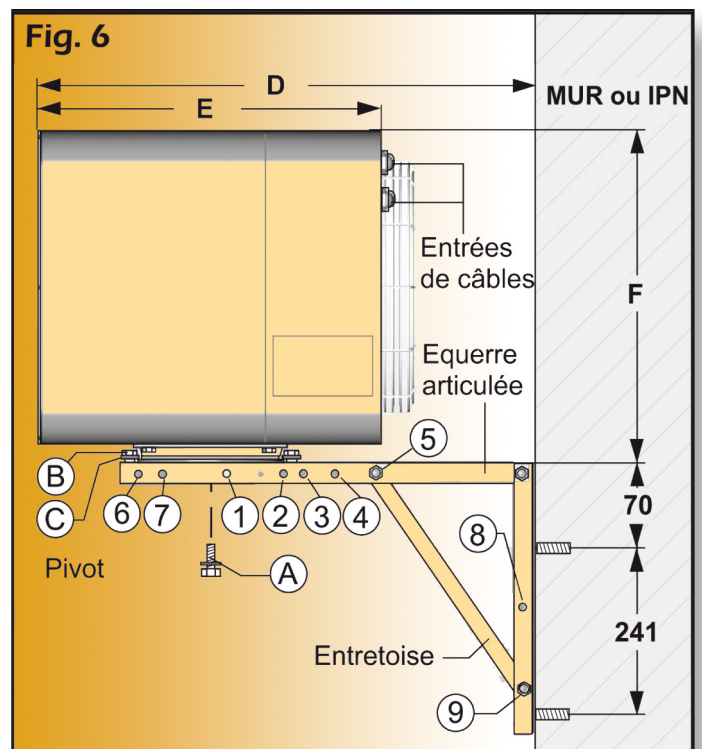 Fig. 6
D
E
MUR ou IPN
Entrées
de câbles
F
Equerre
articulée
B
5
C
6
7
1
2
3
4
70
8
Pivot
A
241
Entretoise
9